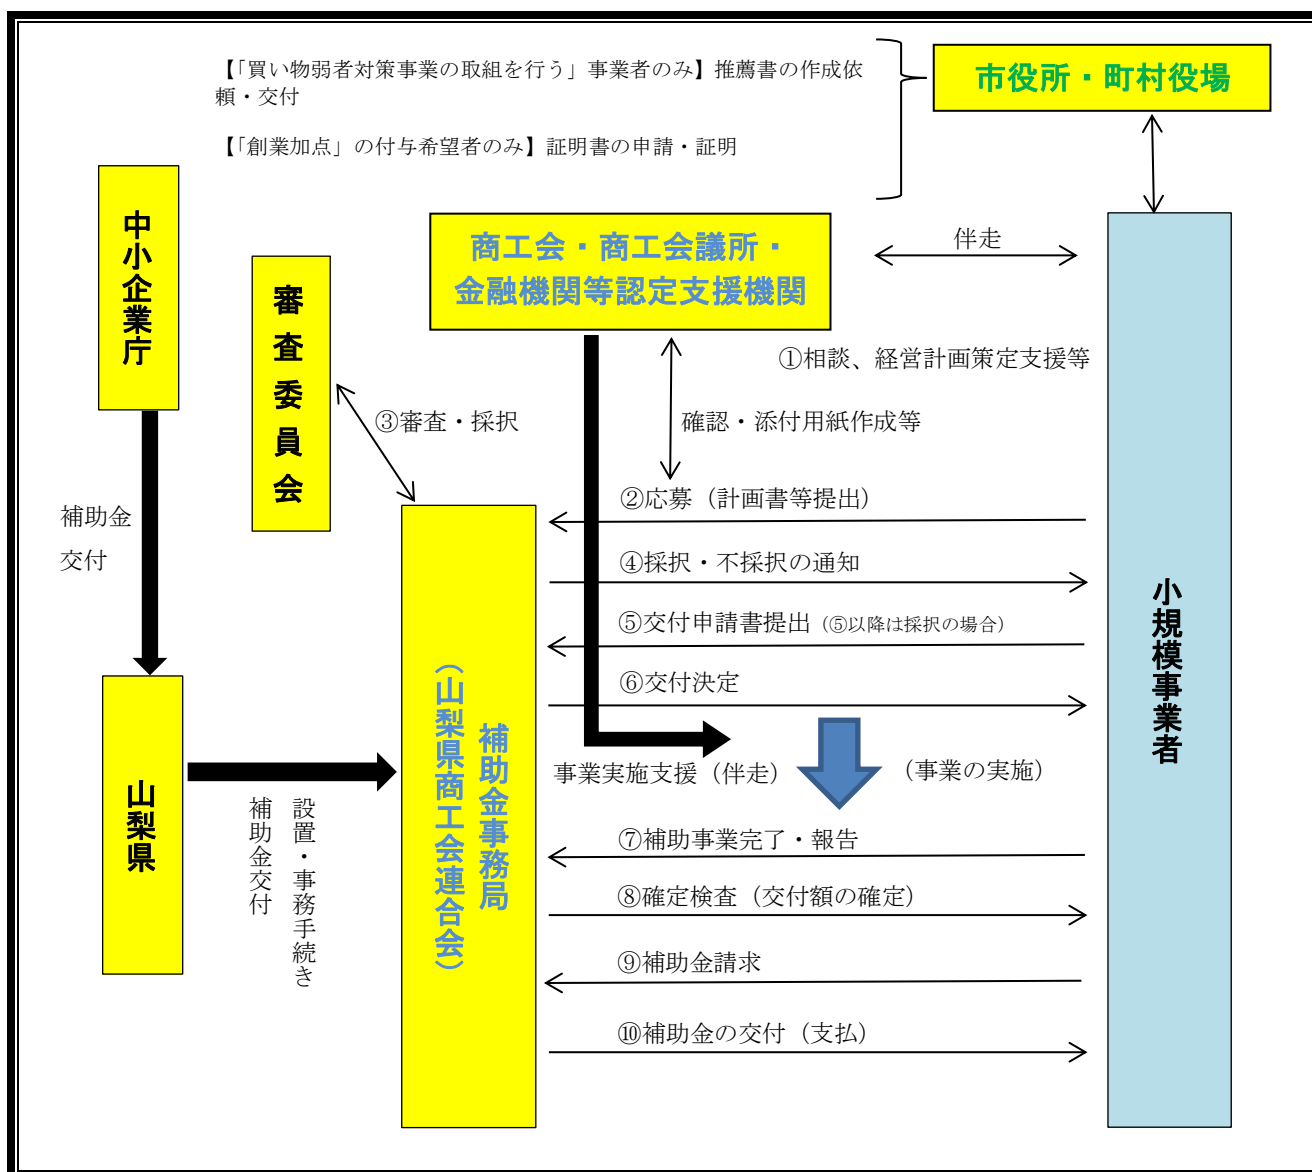 【「買い物弱者対策事業の取組を行う」事業者のみ】推薦書の作成依
頼・交付
【「創業加点」の付与希望者のみ】証明書の申請・証明
市役所・町村役場
中小企業庁
審査委員会
商工会・商工会議所・
金融機関等認定支援機関
伴走
①相談、経営計画策定支援等
③審査・採択
確認・添付用紙作成等
補助金
交付
②応募（計画書等提出）
④採択・不採択の通知
⑤交付申請書提出（⑤以降は採択の場合）
⑥交付決定
小規模事業者
補助金事務局
（山梨県商工会連合会）
事業実施支援（伴走）
（事業の実施）
山梨県
設置・事務手続き
補助金交付
⑦補助事業完了・報告
⑧確定検査（交付額の確定）
⑨補助金請求
⑩補助金の交付（支払）